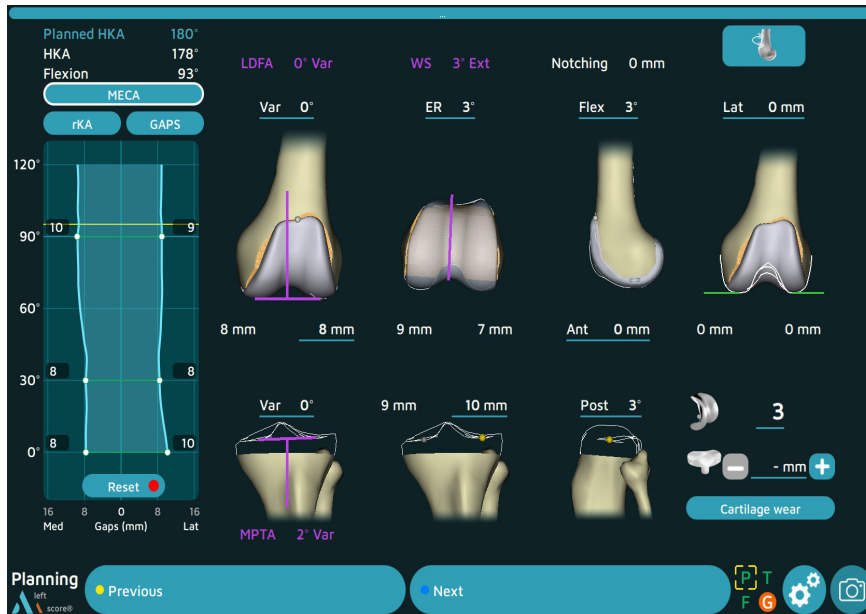 ...
Planned HKA 180°
HKA 178°
Flexion 93°
MECA
rKA GAPS
LDFA 0° Var WS 3° Ext Notching 0 mm
Var 0° ER 3° Flex 3° Lat 0 mm
120°
10 9
90°
60°
8 8
30°
8 10
0°
Reset
16 8 0 8 16
Med Gaps (mm) Lat
8 mm 8 mm 9 mm 7 mm Ant 0 mm 0 mm 0 mm
Var 0° 9 mm 10 mm Post 3°
3
- mm +
Cartilage wear
MPTA 2° Var
Planning
left
score®
Previous
Next
P T
F G